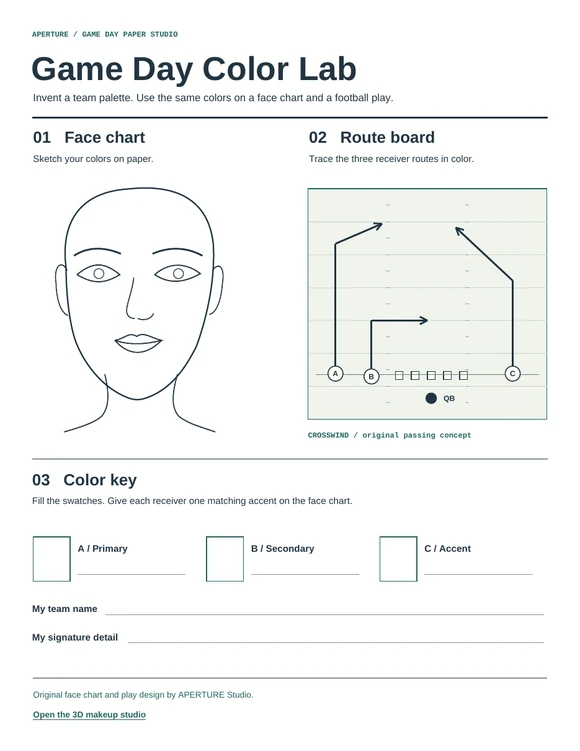 APERTURE / GAME DAY PAPER STUDIO
Game Day Color Lab
Invent a team palette. Use the same colors on a face chart and a football play.
01 Face chart
Sketch your colors on paper.
02 Route board
Trace the three receiver routes in color.
A
B
C
QB
CROSSWIND / original passing concept
03 Color key
Fill the swatches. Give each receiver one matching accent on the face chart.
A / Primary
B / Secondary
C / Accent
My team name
My signature detail
Original face chart and play design by APERTURE Studio.
Open the 3D makeup studio